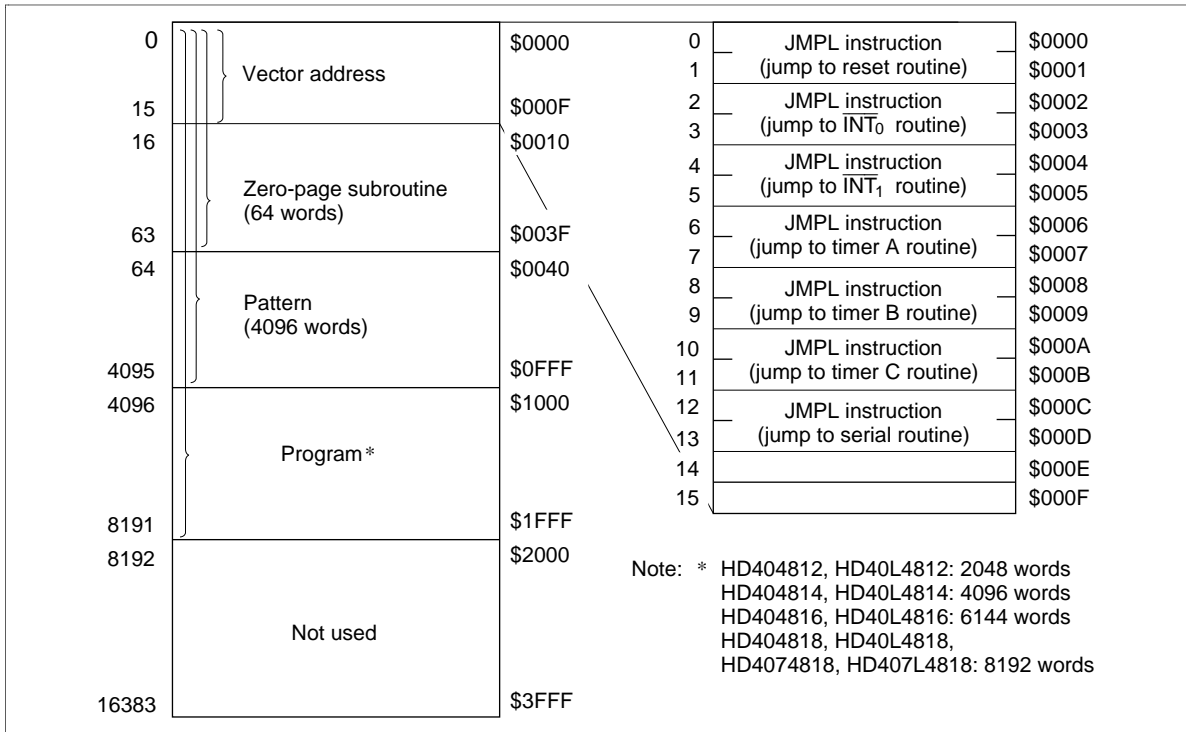 0
$0000
Vector address
15
$000F
16
$0010
Zero-page subroutine
(64 words)
63
$003F
64
$0040
Pattern
(4096 words)
4095
$0FFF
4096
$1000
Program*
8191
$1FFF
8192
$2000
Not used
16383
$3FFF
0 JMPL instruction $0000
1 (jump to reset routine) $0001
2 JMPL instruction $0002
3 (jump to INT0 routine) $0003
4 JMPL instruction $0004
5 (jump to INT1 routine) $0005
6 JMPL instruction $0006
7 (jump to timer A routine) $0007
8 JMPL instruction $0008
9 (jump to timer B routine) $0009
10 JMPL instruction $000A
11 (jump to timer C routine) $000B
12 JMPL instruction $000C
13 (jump to serial routine) $000D
14 $000E
15 $000F
Note: * HD404812, HD40L4812: 2048 words
HD404814, HD40L4814: 4096 words
HD404816, HD40L4816: 6144 words
HD404818, HD40L4818,
HD4074818, HD407L4818: 8192 words